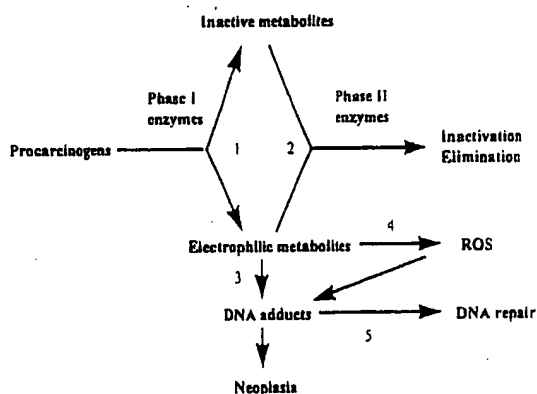 Inactive metabolites
Phase I
enzymes
Phase II
enzymes
Procarcinogens
1
2
Inactivation
Elimination
4
Electrophilic metabolites
ROS
3
DNA adducts
DNA repair
5
Neoplasia